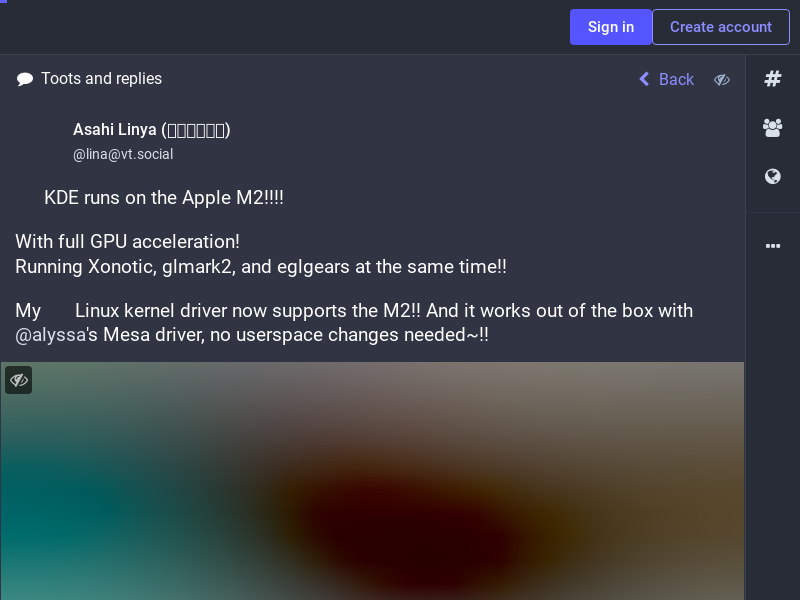 Sign in
Create account
Toots and replies
Back
Asahi Linya ()
@lina@vt.social
KDE runs on the Apple M2!!!!
With full GPU acceleration!
Running Xonotic, glmark2, and eglgears at the same time!!
My Linux kernel driver now supports the M2!! And it works out of the box with
@alyssa's Mesa driver, no userspace changes needed~!!